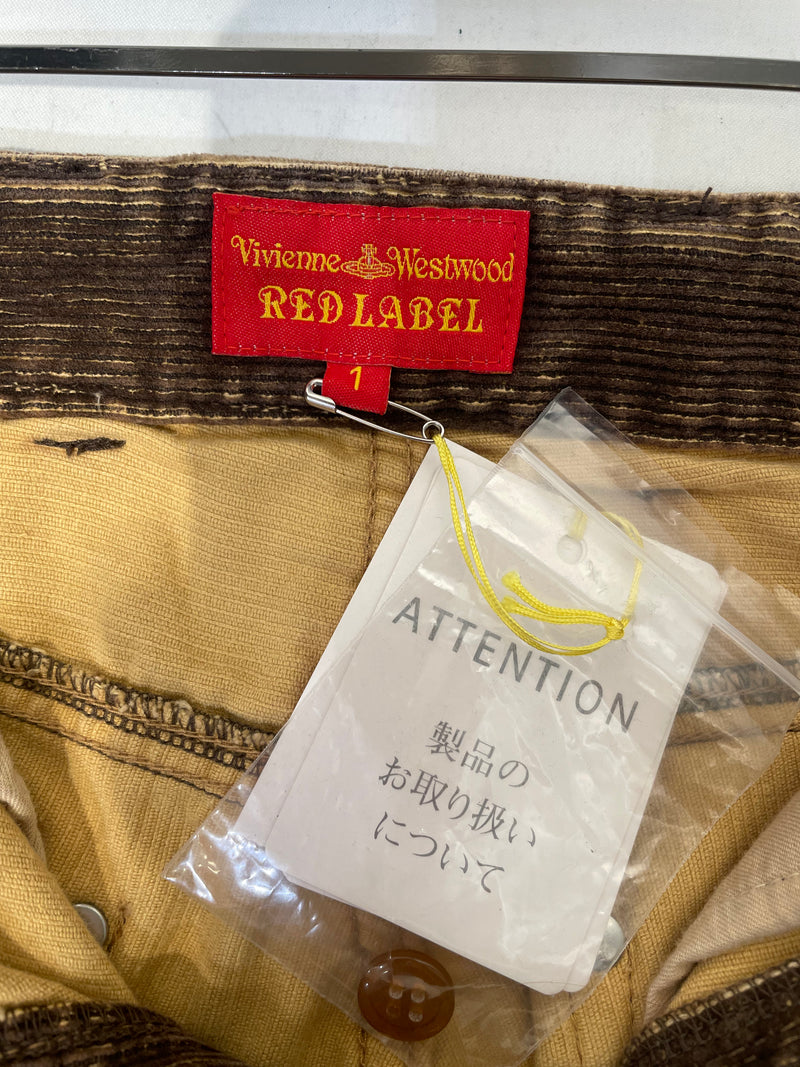 Vivienne Westwood
RED LABEL
1
ATTENTION
製品の
お取り扱い
について